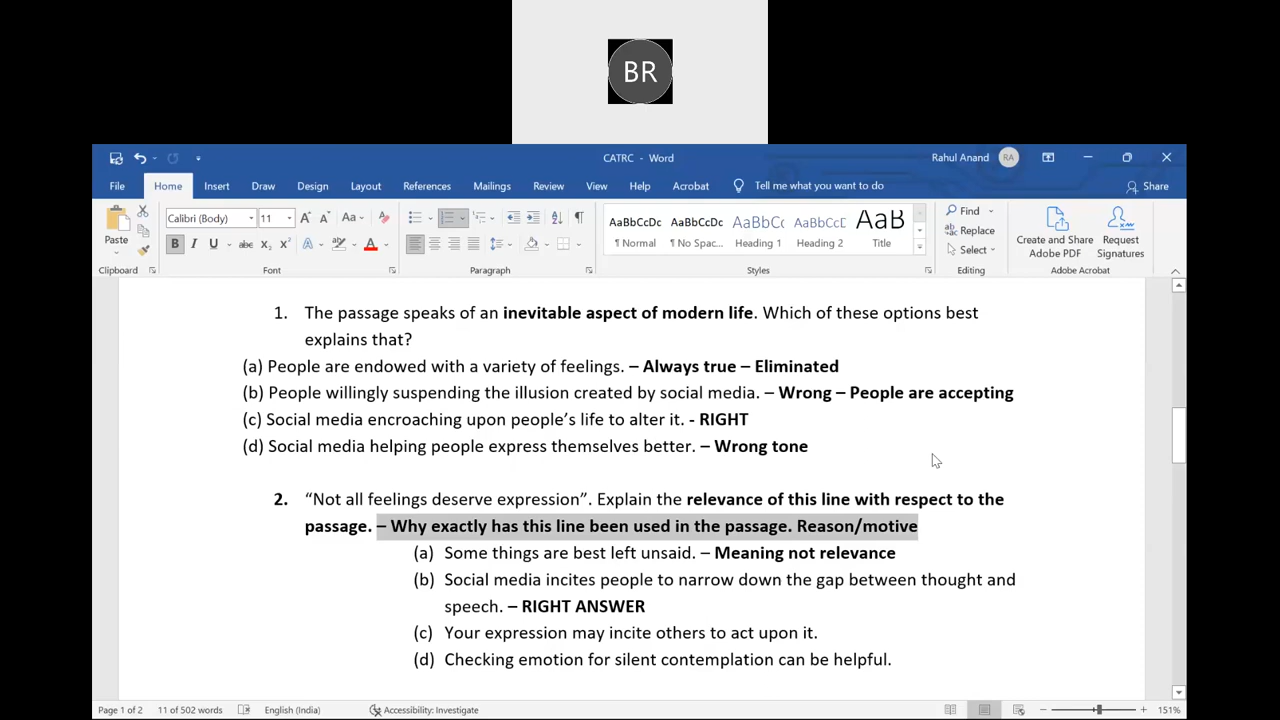 BR
CATRC - Word
Rahul Anand RA
File Home Insert Draw Design Layout References Mailings Review View Help Acrobat Tell me what you want to do Share
Calibri (Body) 11
Paste
AaBbCcDc AaBbCcDc AaBbCc AaBbCcD AaB
¶ Normal ¶ No Spac... Heading 1 Heading 2 Title
Find
Replace
Select
Create and Share Adobe PDF
Request Signatures
Clipboard Font Paragraph Styles Editing Adobe Acrobat
1. The passage speaks of an inevitable aspect of modern life. Which of these options best
explains that?
(a) People are endowed with a variety of feelings. – Always true – Eliminated
(b) People willingly suspending the illusion created by social media. – Wrong – People are accepting
(c) Social media encroaching upon people’s life to alter it. - RIGHT
(d) Social media helping people express themselves better. – Wrong tone
2. “Not all feelings deserve expression”. Explain the relevance of this line with respect to the
passage. – Why exactly has this line been used in the passage. Reason/motive
(a) Some things are best left unsaid. – Meaning not relevance
(b) Social media incites people to narrow down the gap between thought and
speech. – RIGHT ANSWER
(c) Your expression may incite others to act upon it.
(d) Checking emotion for silent contemplation can be helpful.
Page 1 of 2 11 of 502 words English (India) Accessibility: Investigate 151%